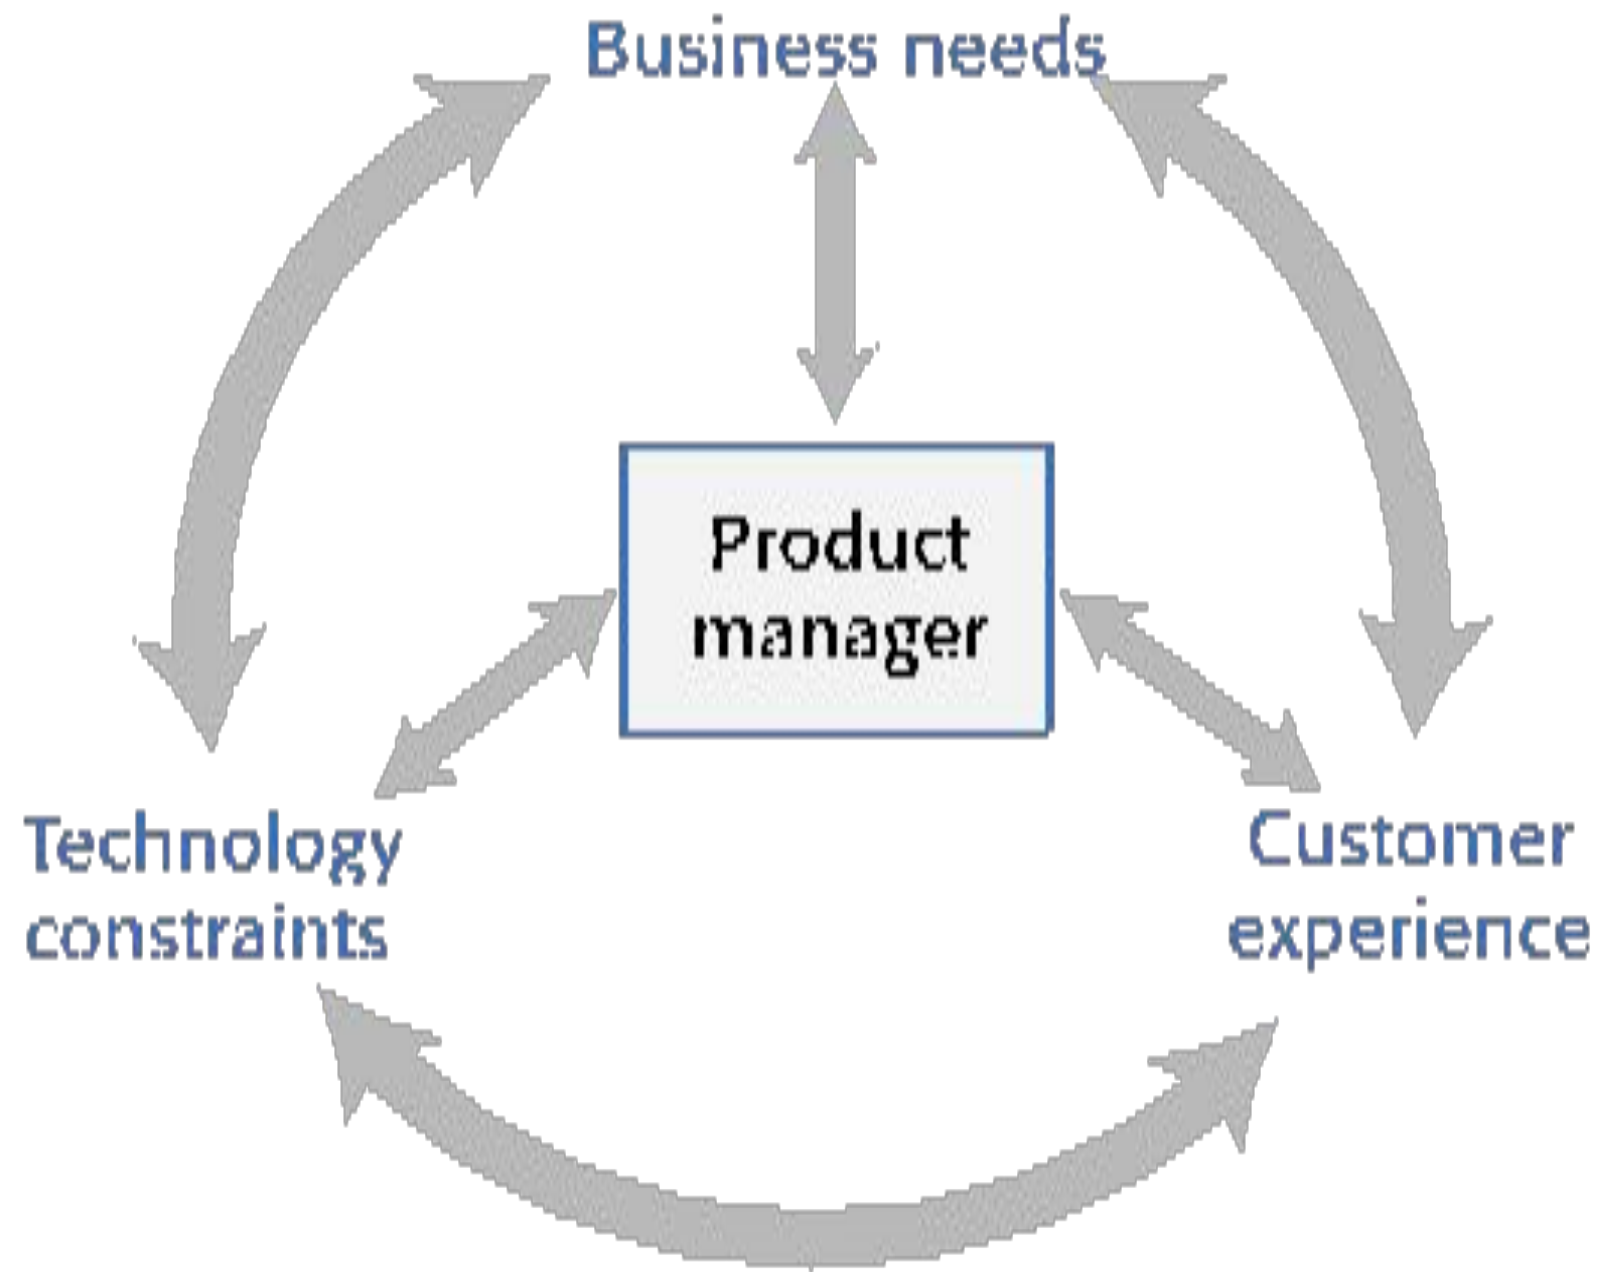 Business needs
Product
manager
Technology
constraints
Customer
experience